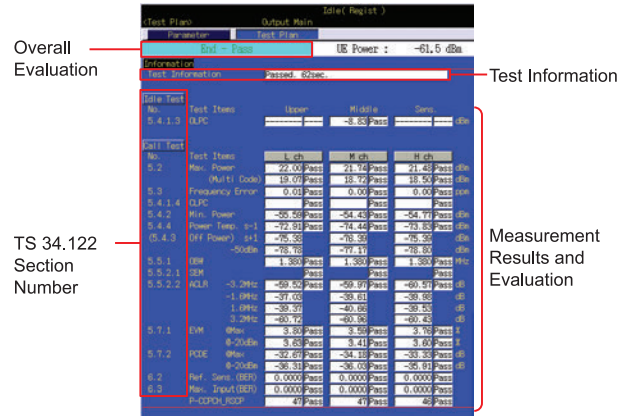 Idle( Regist )
<Test Plan> Output Main
Parameter Test Plan
Overall Evaluation
End - Pass UE Power : -61.5 dBm
Information
Test Information Passed. 62sec.
Test Information
Idle Test
No. Test Items Upper Middle Sens.
5.4.1.3 OLPC -------- ---- -8.83 Pass -------- ---- dBm
Call Test
No. Test Items L ch M ch H ch
5.2 Max. Power 22.00 Pass 21.74 Pass 21.48 Pass dBm
(Multi Code) 19.07 Pass 18.72 Pass 18.50 Pass dBm
5.3 Frequency Error 0.01 Pass 0.00 Pass 0.00 Pass ppm
5.4.1.4 CLPC Pass Pass Pass
5.4.2 Min. Power -55.59 Pass -54.43 Pass -54.77 Pass dBm
5.4.4 Power Temp. s-1 -72.91 Pass -74.44 Pass -73.83 Pass dBm
(5.4.3 Off Power) s+1 -75.38 -76.39 -75.39 dBm
-50dBm -78.78 -77.17 -78.80 dBm
5.5.1 OBW 1.380 Pass 1.380 Pass 1.380 Pass MHz
5.5.2.1 SEM Pass Pass Pass
5.5.2.2 ACLR -3.2MHz -59.52 Pass -59.97 Pass -60.57 Pass dB
-1.6MHz -37.03 -39.61 -39.98 dB
1.6MHz -39.37 -40.66 -39.53 dB
3.2MHz -60.72 -60.96 -60.43 dB
5.7.1 EVM @Max 3.80 Pass 3.59 Pass 3.76 Pass %
@-20dBm 3.63 Pass 3.41 Pass 3.60 Pass %
5.7.2 PCDE @Max -32.67 Pass -34.18 Pass -33.33 Pass dB
@-20dBm -36.31 Pass -36.03 Pass -35.91 Pass dB
6.2 Ref. Sens.(BER) 0.0000 Pass 0.0000 Pass 0.0000 Pass
6.3 Max. Input(BER) 0.0000 Pass 0.0000 Pass 0.0000 Pass
P-CCPCH_RSCP 47 Pass 47 Pass 46 Pass
TS 34.122
Section
Number
Measurement
Results and
Evaluation